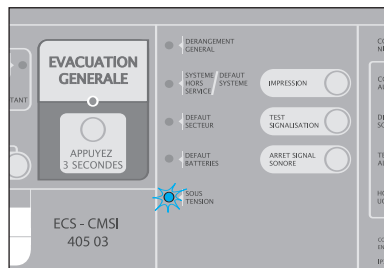 EVACUATION
GENERALE
APPUYEZ
3 SECONDES
ECS - CMSI
405 03
DERANGEMENT
GENERAL
SYSTEME
HORS
SERVICE
DEFAUT
SYSTEME
DEFAUT
SECTEUR
DEFAUT
BATTERIES
SOUS
TENSION
IMPRESSION
TEST
SIGNALISATION
ARRET SIGNAL
SONORE